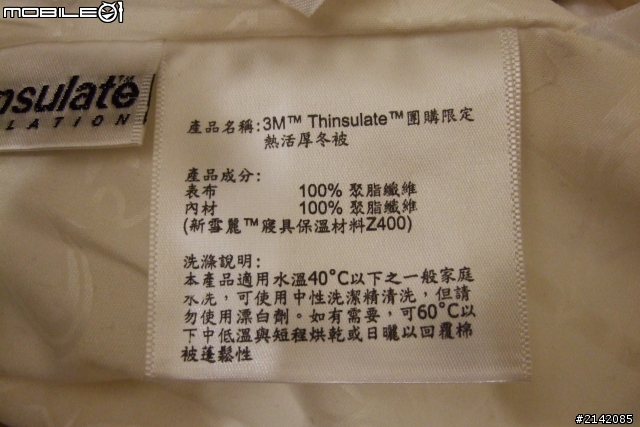 MOBILE01
nsulate™
LATION
產品名稱:3M™ Thinsulate™團購限定
熱活厚冬被
產品成分:
表布 100% 聚脂纖維
內材 100% 聚脂纖維
(新雪麗™寢具保溫材料Z400)
洗滌說明:
本產品適用水溫40°C以下之一般家庭
水洗,可使用中性洗潔精清洗,但請
勿使用漂白劑。如有需要,可60°C以
下中低溫與短程烘乾或日曬以回覆棉
被蓬鬆性
#2142085